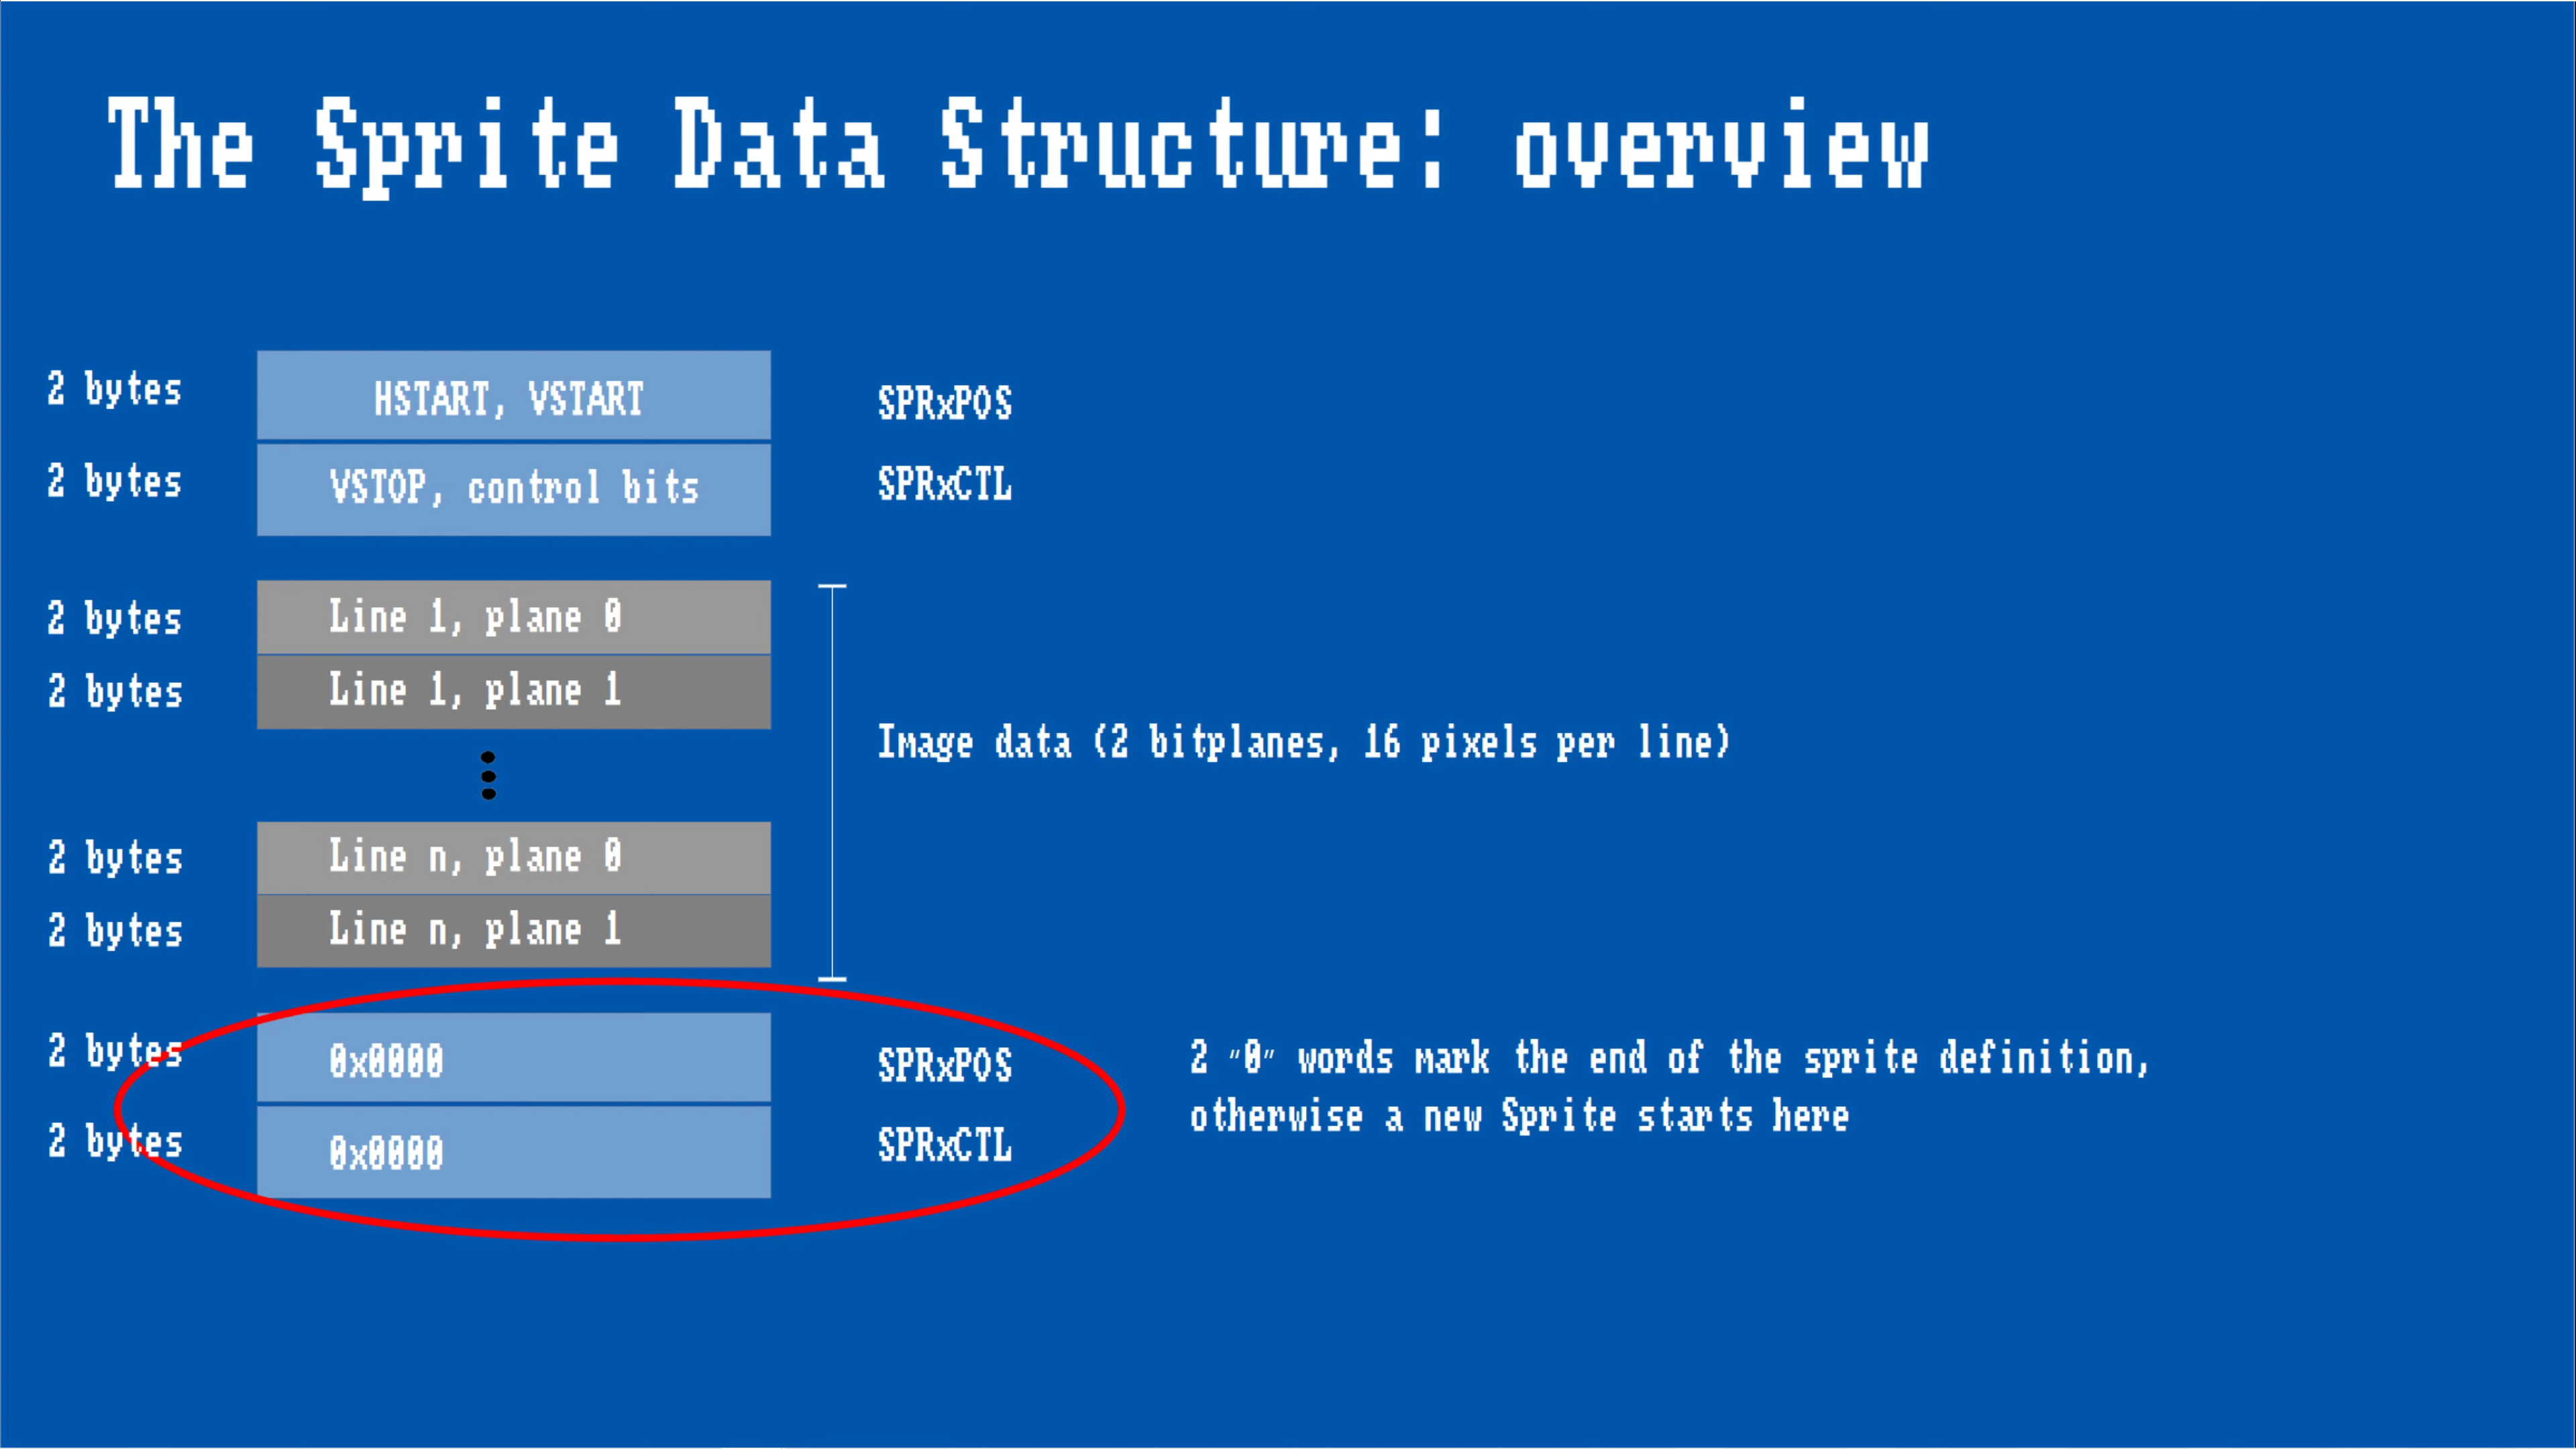 The Sprite Data Structure: overview
2 bytes HSTART, VSTART SPRxPOS
2 bytes VSTOP, control bits SPRxCTL
2 bytes Line 1, plane 0
2 bytes Line 1, plane 1
Image data (2 bitplanes, 16 pixels per line)
2 bytes Line n, plane 0
2 bytes Line n, plane 1
2 bytes 0x0000 SPRxPOS 2 "0" words mark the end of the sprite definition,
otherwise a new Sprite starts here
2 bytes 0x0000 SPRxCTL